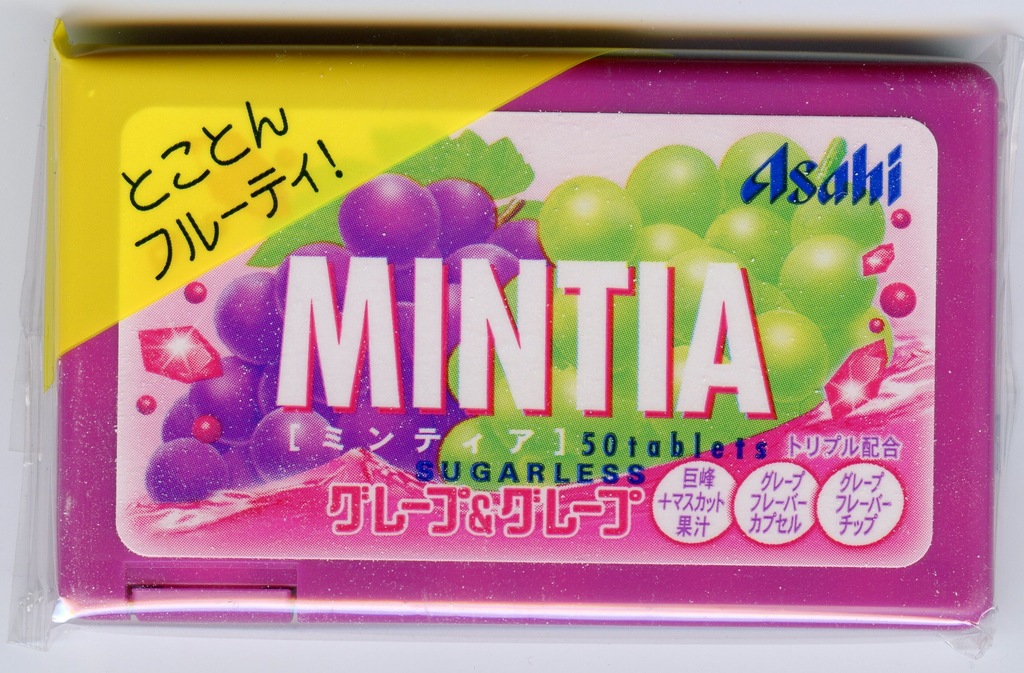 とことん
フルーティ!
Asahi
MINTIA
[ミンティア] 50tablets
SUGARLESS
グレープ&グレープ
トリプル配合
巨峰
+マスカット
果汁
グレープ
フレーバー
カプセル
グレープ
フレーバー
チップ